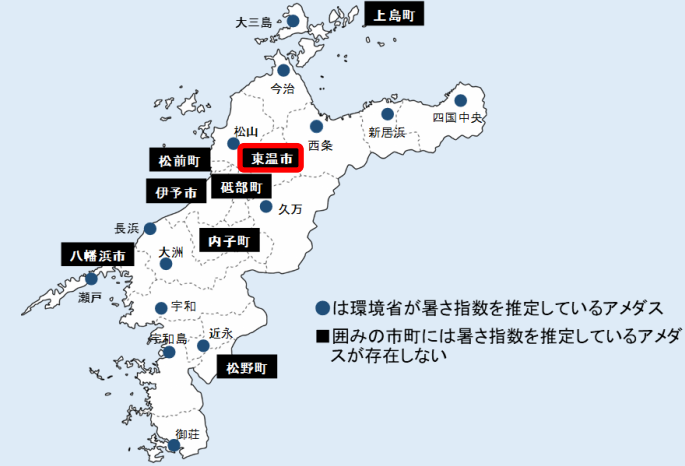 上島町
大三島
今治
四国中央
新居浜
松山
西条
東温市
松前町
砥部町
伊予市
久万
長浜
内子町
八幡浜市
大洲
瀬戸
宇和
●は環境省が暑さ指数を推定しているアメダス
近永
宇和島
■囲みの市町には暑さ指数を推定しているアメダ
スが存在しない
松野町
御荘